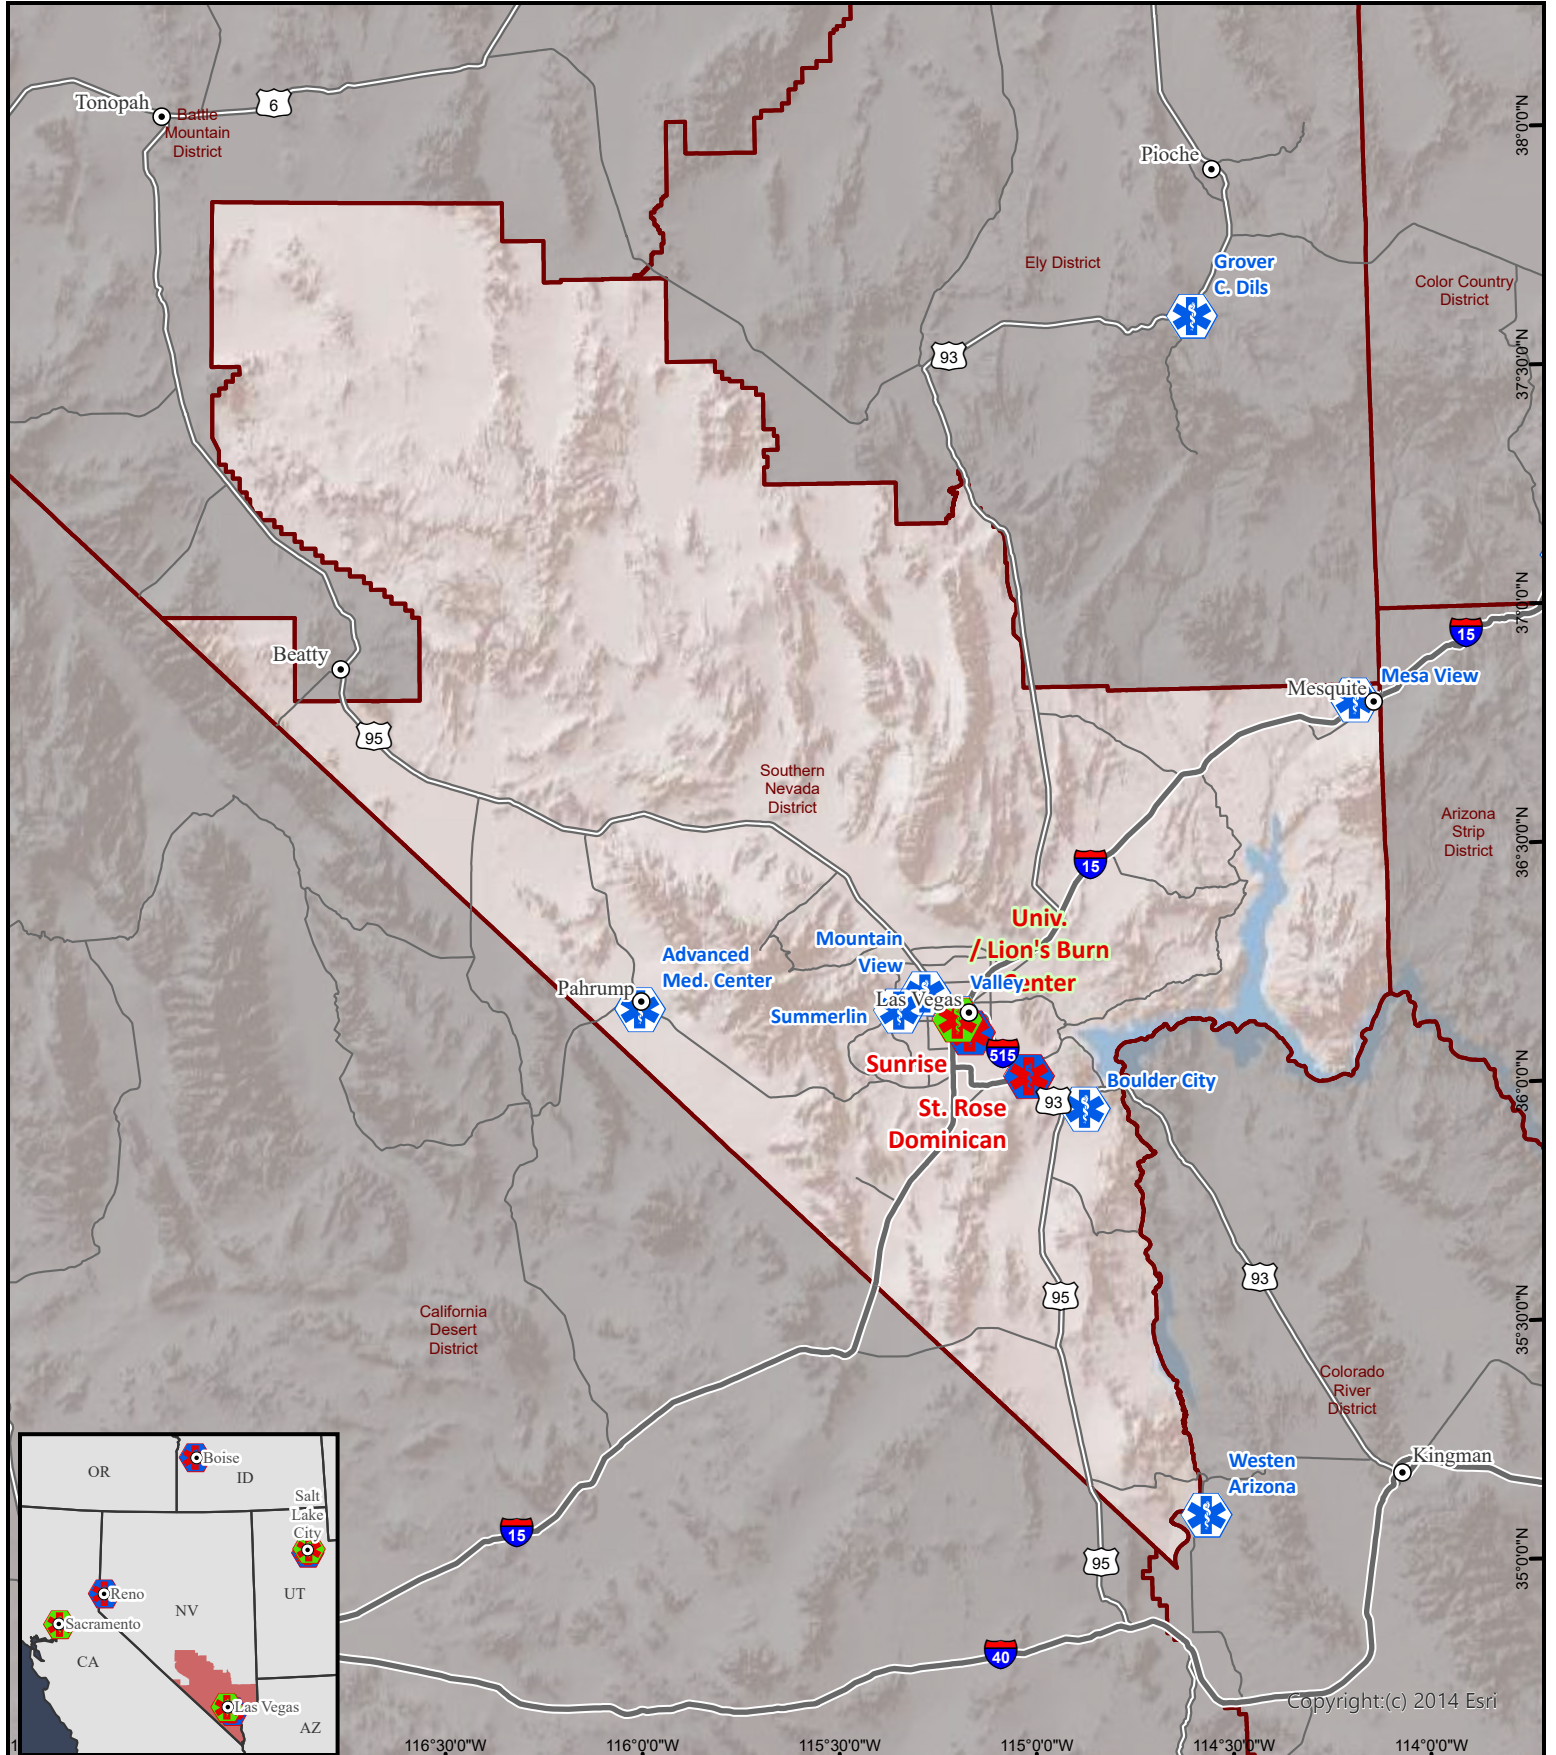 Tonopah
6
Battle
Mountain
District
Pioche
38°0'0"N
Ely District
Grover
C. Dils
Color Country
District
93
37°30'0"N
37°0'0"N
15
Beatty
Mesquite
Mesa View
95
Southern
Nevada
District
Arizona
Strip
District
36°30'0"N
15
Univ.
/ Lion's Burn
Center
Mountain
View
Valley
Advanced
Med. Center
Pahrump
Las Vegas
Summerlin
515
Sunrise
Boulder City
93
St. Rose
Dominican
36°0'0"N
93
95
35°30'0"N
California
Desert
District
Colorado
River
District
Kingman
Westen
Arizona
15
95
35°0'0"N
40
Copyright:(c) 2014 Esri
OR
Boise
ID
Salt
Lake
City
Reno
UT
NV
Sacramento
CA
Las Vegas
AZ
116°30'0"W
116°0'0"W
115°30'0"W
115°0'0"W
114°30'0"W
114°0'0"W